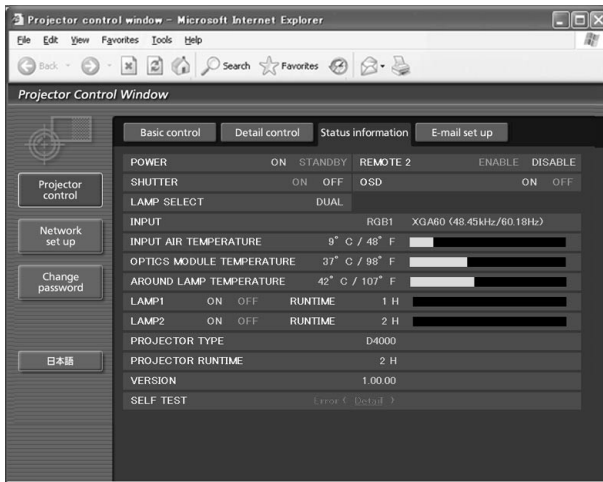 Projector control window - Microsoft Internet Explorer
File Edit View Favorites Tools Help
Back Search Favorites
Projector Control Window
Basic control Detail control Status information E-mail set up
Projector control
Network set up
Change password
日本語
POWER ON STANDBY REMOTE 2 ENABLE DISABLE
SHUTTER ON OFF OSD ON OFF
LAMP SELECT DUAL
INPUT RGB1 XGA60 (48.45kHz/60.18Hz)
INPUT AIR TEMPERATURE 9° C / 48° F
OPTICS MODULE TEMPERATURE 37° C / 98° F
AROUND LAMP TEMPERATURE 42° C / 107° F
LAMP1 ON OFF RUNTIME 1 H
LAMP2 ON OFF RUNTIME 2 H
PROJECTOR TYPE D4000
PROJECTOR RUNTIME 2 H
VERSION 1.00.00
SELF TEST Error ( Detail )